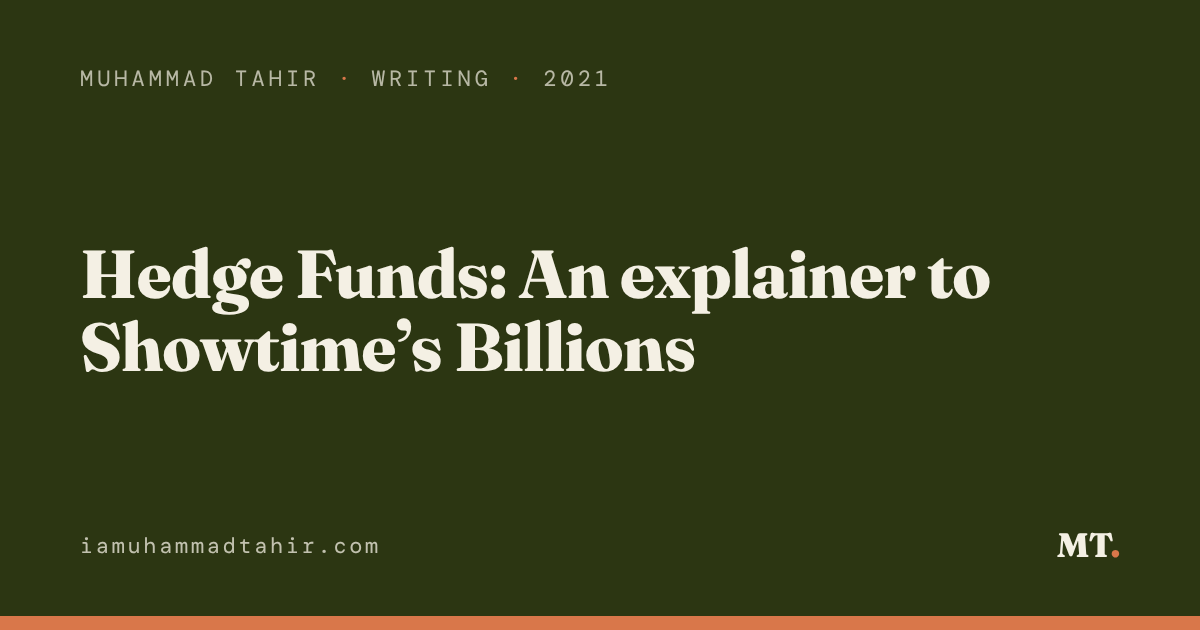 MUHAMMAD TAHIR · WRITING · 2021
Hedge Funds: An explainer to
Showtime’s Billions
iamuhammadtahir.com
MT.